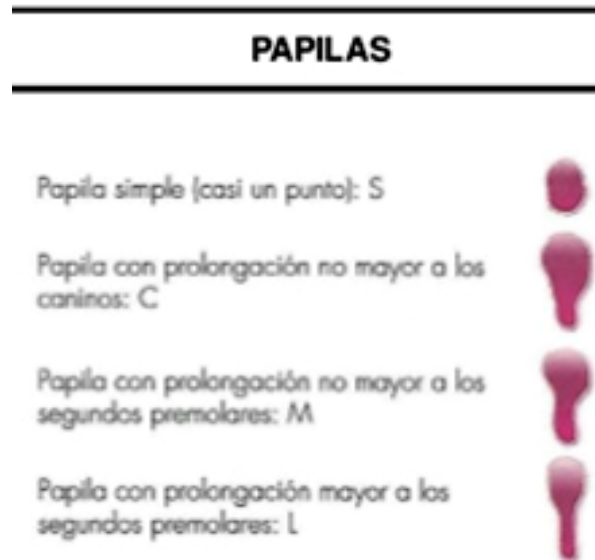 PAPILAS
Papila simple (casi un punto): S
Papila con prolongación no mayor a los
caninos: C
Papila con prolongación no mayor a los
segundos premolares: M
Papila con prolongación mayor a los
segundos premolares: L